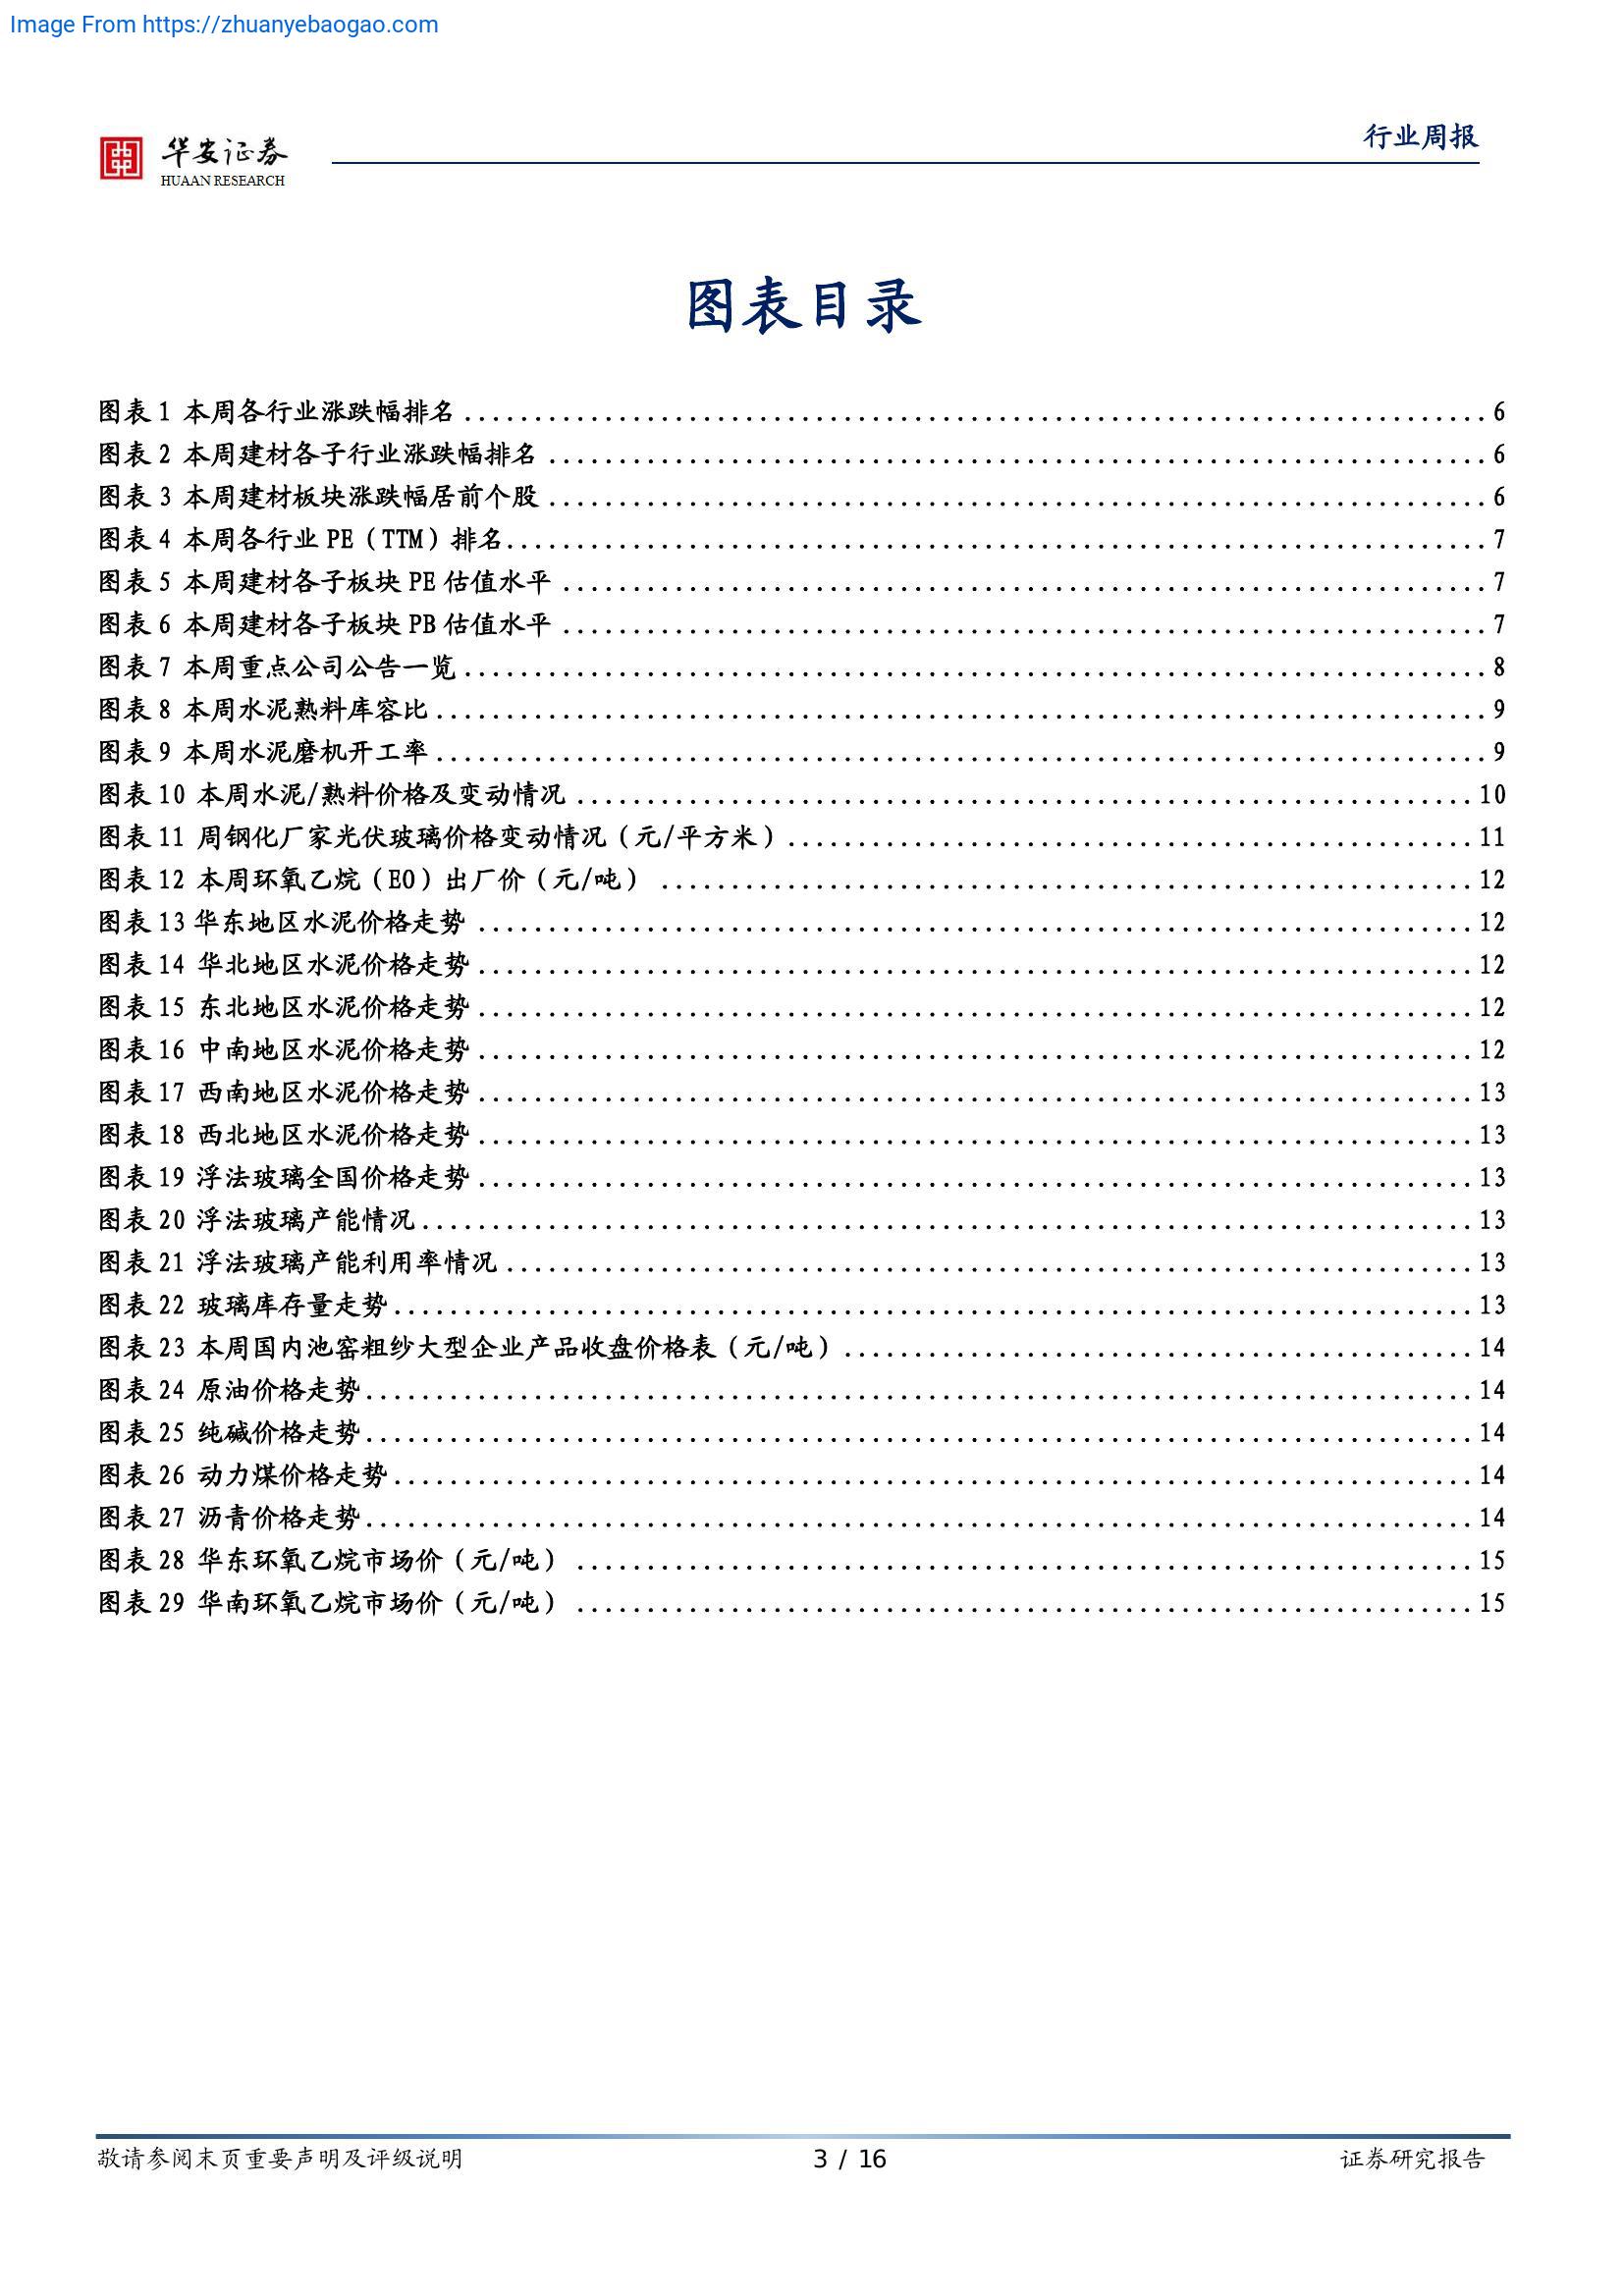 Image From https://zhuanyebaogao.com
华安证券
HUAAN RESEARCH
行业周报
图表目录
图表 1 本周各行业涨跌幅排名 6
图表 2 本周建材各子行业涨跌幅排名 6
图表 3 本周建材板块涨跌幅居前个股 6
图表 4 本周各行业 PE（TTM）排名 7
图表 5 本周建材各子板块 PE 估值水平 7
图表 6 本周建材各子板块 PB 估值水平 7
图表 7 本周重点公司公告一览 8
图表 8 本周水泥熟料库容比 9
图表 9 本周水泥磨机开工率 9
图表 10 本周水泥/熟料价格及变动情况 10
图表 11 周钢化厂家光伏玻璃价格变动情况（元/平方米） 11
图表 12 本周环氧乙烷（EO）出厂价（元/吨） 12
图表 13 华东地区水泥价格走势 12
图表 14 华北地区水泥价格走势 12
图表 15 东北地区水泥价格走势 12
图表 16 中南地区水泥价格走势 12
图表 17 西南地区水泥价格走势 13
图表 18 西北地区水泥价格走势 13
图表 19 浮法玻璃全国价格走势 13
图表 20 浮法玻璃产能情况 13
图表 21 浮法玻璃产能利用率情况 13
图表 22 玻璃库存量走势 13
图表 23 本周国内池窑粗纱大型企业产品收盘价格表（元/吨） 14
图表 24 原油价格走势 14
图表 25 纯碱价格走势 14
图表 26 动力煤价格走势 14
图表 27 沥青价格走势 14
图表 28 华东环氧乙烷市场价（元/吨） 15
图表 29 华南环氧乙烷市场价（元/吨） 15
敬请参阅末页重要声明及评级说明 3 / 16 证券研究报告